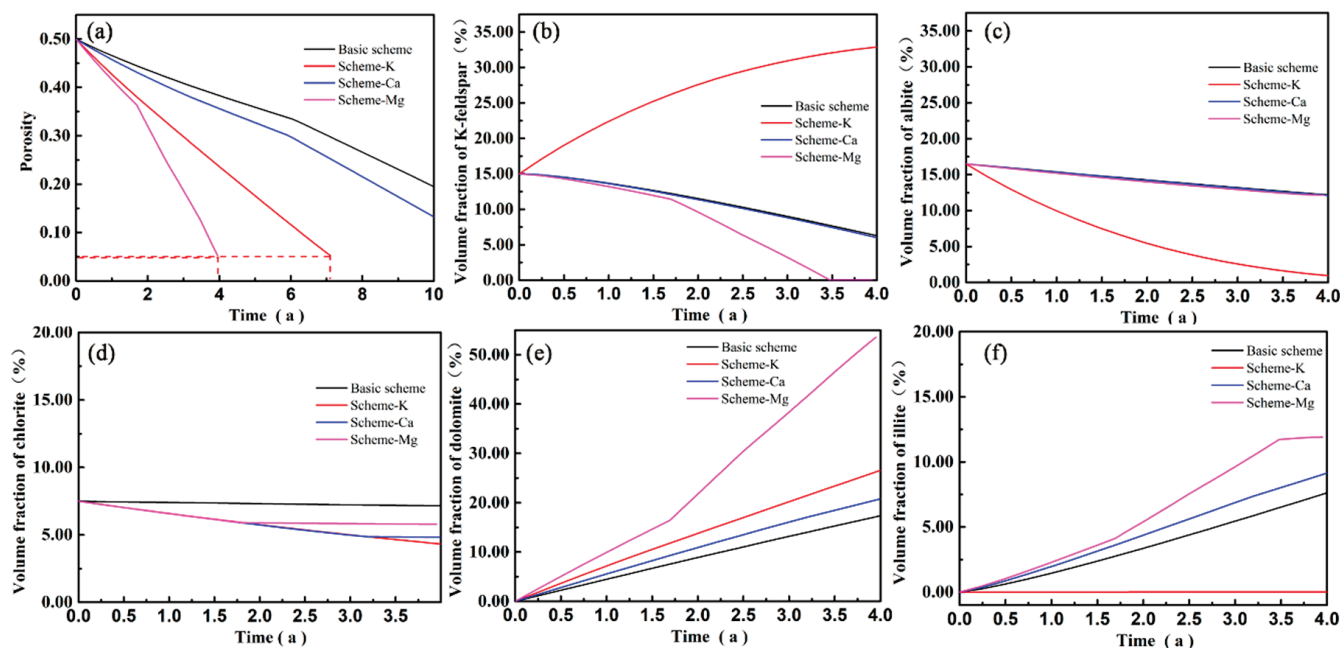 (a)
Basic scheme
Scheme-K
Scheme-Ca
Scheme-Mg
Porosity
0.50
0.40
0.30
0.20
0.10
0.00
0
2
4
6
8
10
Time ( a )
(b)
Basic scheme
Scheme-K
Scheme-Ca
Scheme-Mg
Volume fraction of K-feldspar (%)
35.00
30.00
25.00
20.00
15.00
10.00
5.00
0.00
0.0
0.5
1.0
1.5
2.0
2.5
3.0
3.5
4.0
Time ( a )
(c)
Basic scheme
Scheme-K
Scheme-Ca
Scheme-Mg
Volume fraction of albite (%)
35.00
30.00
25.00
20.00
15.00
10.00
5.00
0.00
0.0
0.5
1.0
1.5
2.0
2.5
3.0
3.5
4.0
Time ( a )
(d)
Basic scheme
Scheme-K
Scheme-Ca
Scheme-Mg
Volume fraction of chlorite (%)
20.00
15.00
10.00
5.00
0.00
0.0
0.5
1.0
1.5
2.0
2.5
3.0
3.5
Time ( a )
(e)
Basic scheme
Scheme-K
Scheme-Ca
Scheme-Mg
Volume fraction of dolomite (%)
50.00
40.00
30.00
20.00
10.00
0.00
0.0
0.5
1.0
1.5
2.0
2.5
3.0
3.5
4.0
Time ( a )
(f)
Basic scheme
Scheme-K
Scheme-Ca
Scheme-Mg
Volume fraction of illite (%)
20.00
15.00
10.00
5.00
0.00
0.0
0.5
1.0
1.5
2.0
2.5
3.0
3.5
4.0
Time ( a )